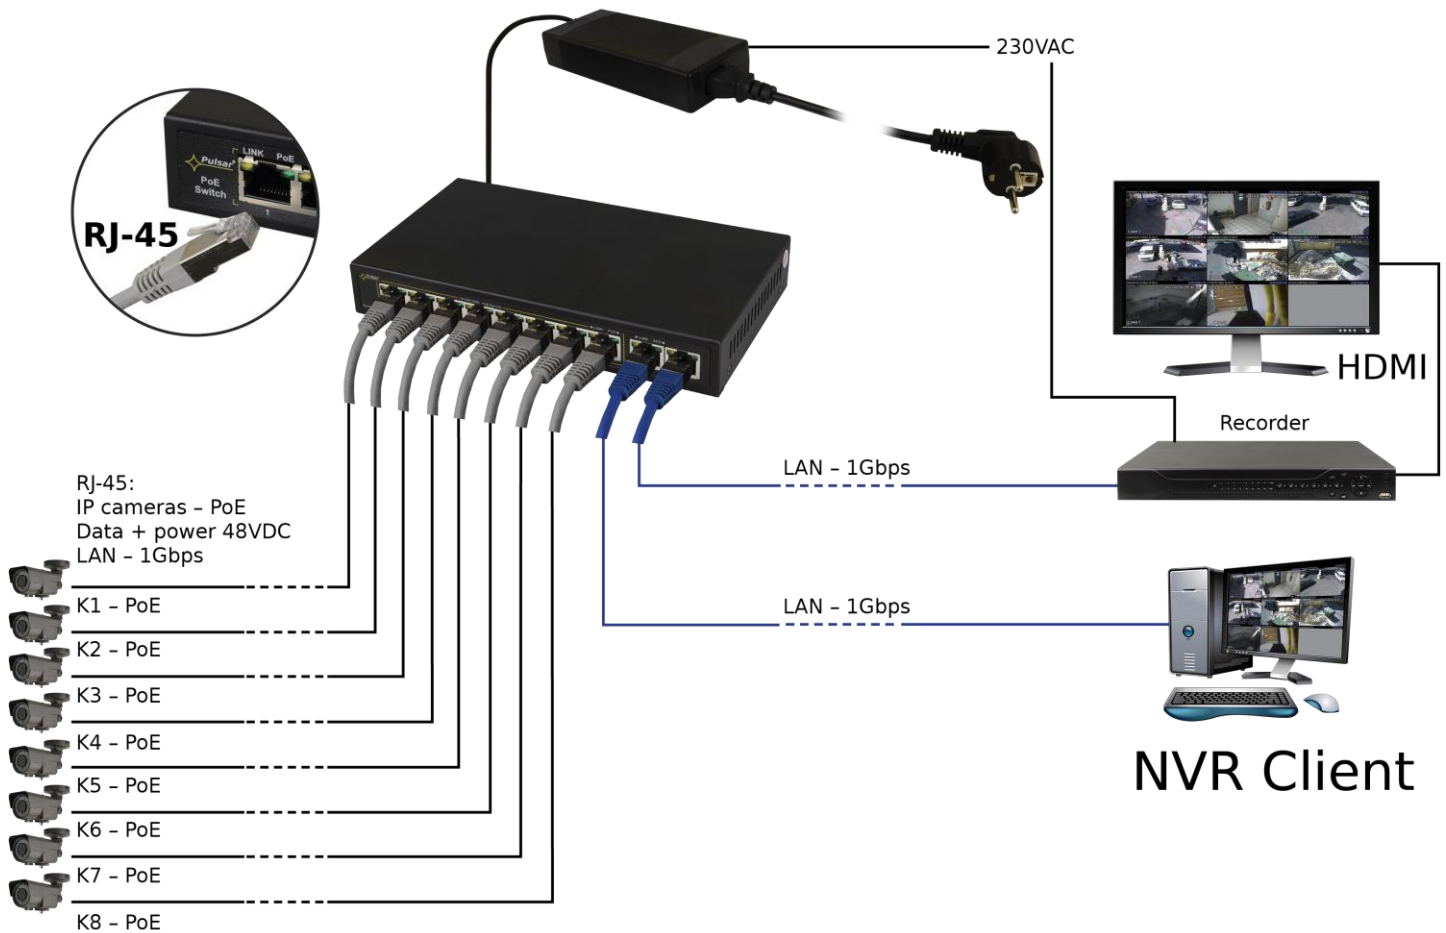 230VAC
LINK PoE
Pulsar®
PoE
Switch
1
RJ-45
HDMI
Recorder
LAN – 1Gbps
RJ-45:
IP cameras – PoE
Data + power 48VDC
LAN – 1Gbps
K1 – PoE
LAN – 1Gbps
K2 – PoE
K3 – PoE
K4 – PoE
NVR Client
K5 – PoE
K6 – PoE
K7 – PoE
K8 – PoE